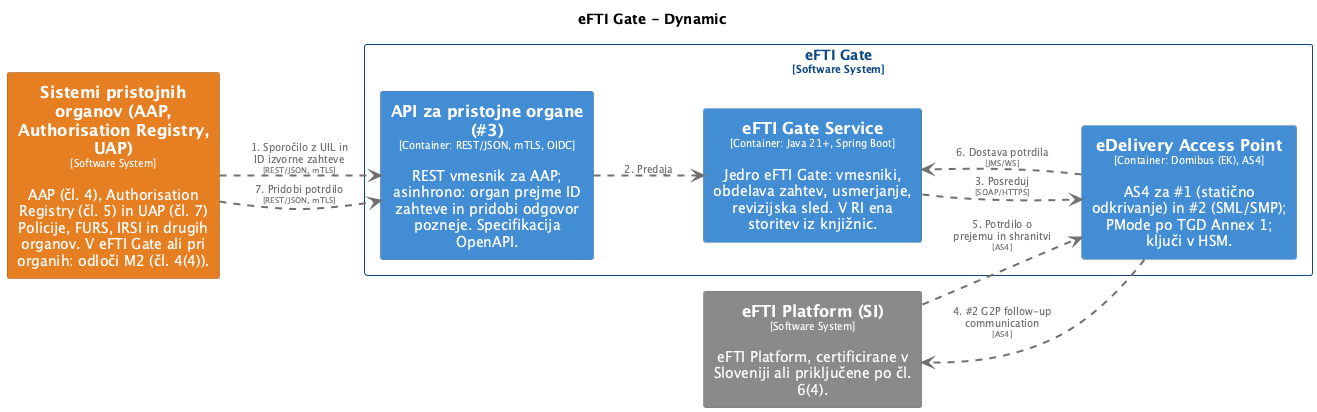 eFTI Gate – Dynamic
eFTI Gate
[Software System]
Sistemi pristojnih
organov (AAP,
Authorisation Registry,
UAP)
[Software System]
AAP (čl. 4), Authorisation
Registry (čl. 5) in UAP (čl. 7)
Policije, FURS, IRSI in drugih
organov. V eFTI Gate ali pri
organih: odloči M2 (čl. 4(4)).
1. Sporočilo z UIL in
ID izvorne zahteve
[REST/JSON, mTLS]
7. Pridobi potrdilo
[REST/JSON, mTLS]
API za pristojne organe
(#3)
[Container: REST/JSON, mTLS, OIDC]
REST vmesnik za AAP;
asinhrono: organ prejme ID
zahteve in pridobi odgovor
pozneje. Specifikacija
OpenAPI.
2. Predaja
eFTI Gate Service
[Container: Java 21+, Spring Boot]
Jedro eFTI Gate: vmesniki,
obdelava zahtev, usmerjanje,
revizijska sled. V RI ena
storitev iz knjižnic.
6. Dostava potrdila
[JMS/WS]
3. Posreduj
[SOAP/HTTPS]
eDelivery Access Point
[Container: Domibus (EK), AS4]
AS4 za #1 (statično
odkrivanje) in #2 (SML/SMP);
PMode po TGD Annex 1;
ključi v HSM.
5. Potrdilo o
prejemu in shranitvi
[AS4]
4. #2 G2P follow-up
communication
[AS4]
eFTI Platform (SI)
[Software System]
eFTI Platform, certificirane v
Sloveniji ali priključene po čl.
6(4).